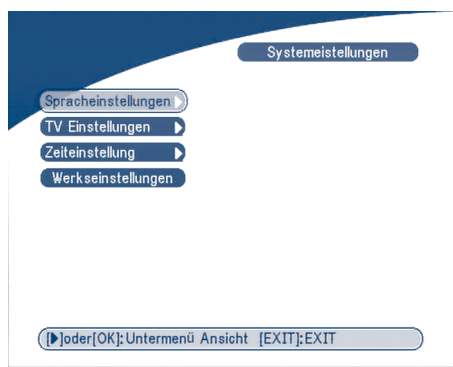 Systemeistellungen
Spracheinstellungen
TV Einstellungen
Zeiteinstellung
Werkseinstellungen
[▶]oder[OK]:Untermenü Ansicht [EXIT]:EXIT